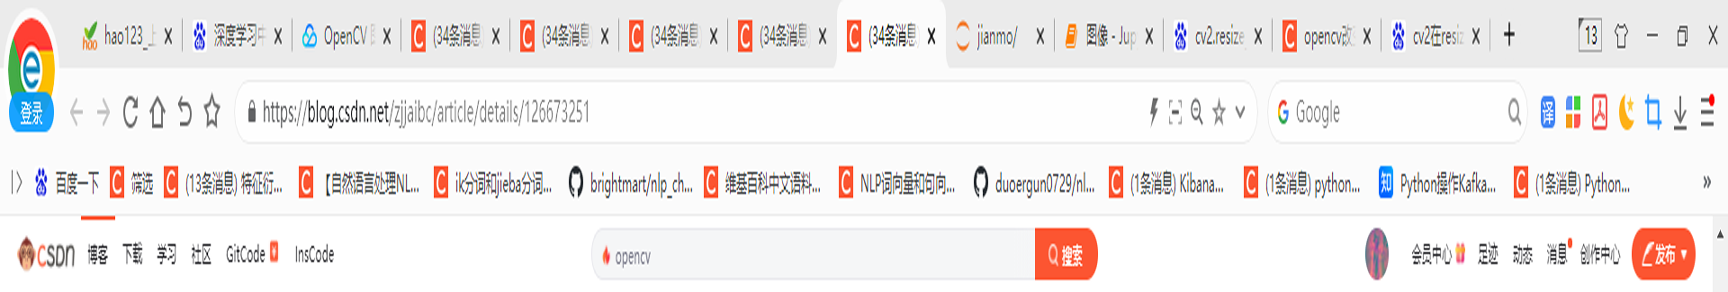 hao123_上 深度学习中 OpenCV (34条消息 (34条消息 (34条消息 (34条消息 (34条消息 jianmo/ 图像 - Jup cv2.resize opencv改 cv2在resiz 13
登录 https://blog.csdn.net/zjjaibc/article/details/126673251 Google 译
百度一下 筛选 (13条消息) 特征衍... 【自然语言处理NL... ik分词和jieba分词... brightmart/nlp_ch... 维基百科中文语料... NLP词向量和句向... duoergun0729/nl... (1条消息) Kibana... (1条消息) python... 知 Python操作Kafka... (1条消息) Python... »
CSDN 博客 下载 学习 社区 GitCode InsCode opencv 搜索 会员中心 足迹 动态 消息 创作中心 发布